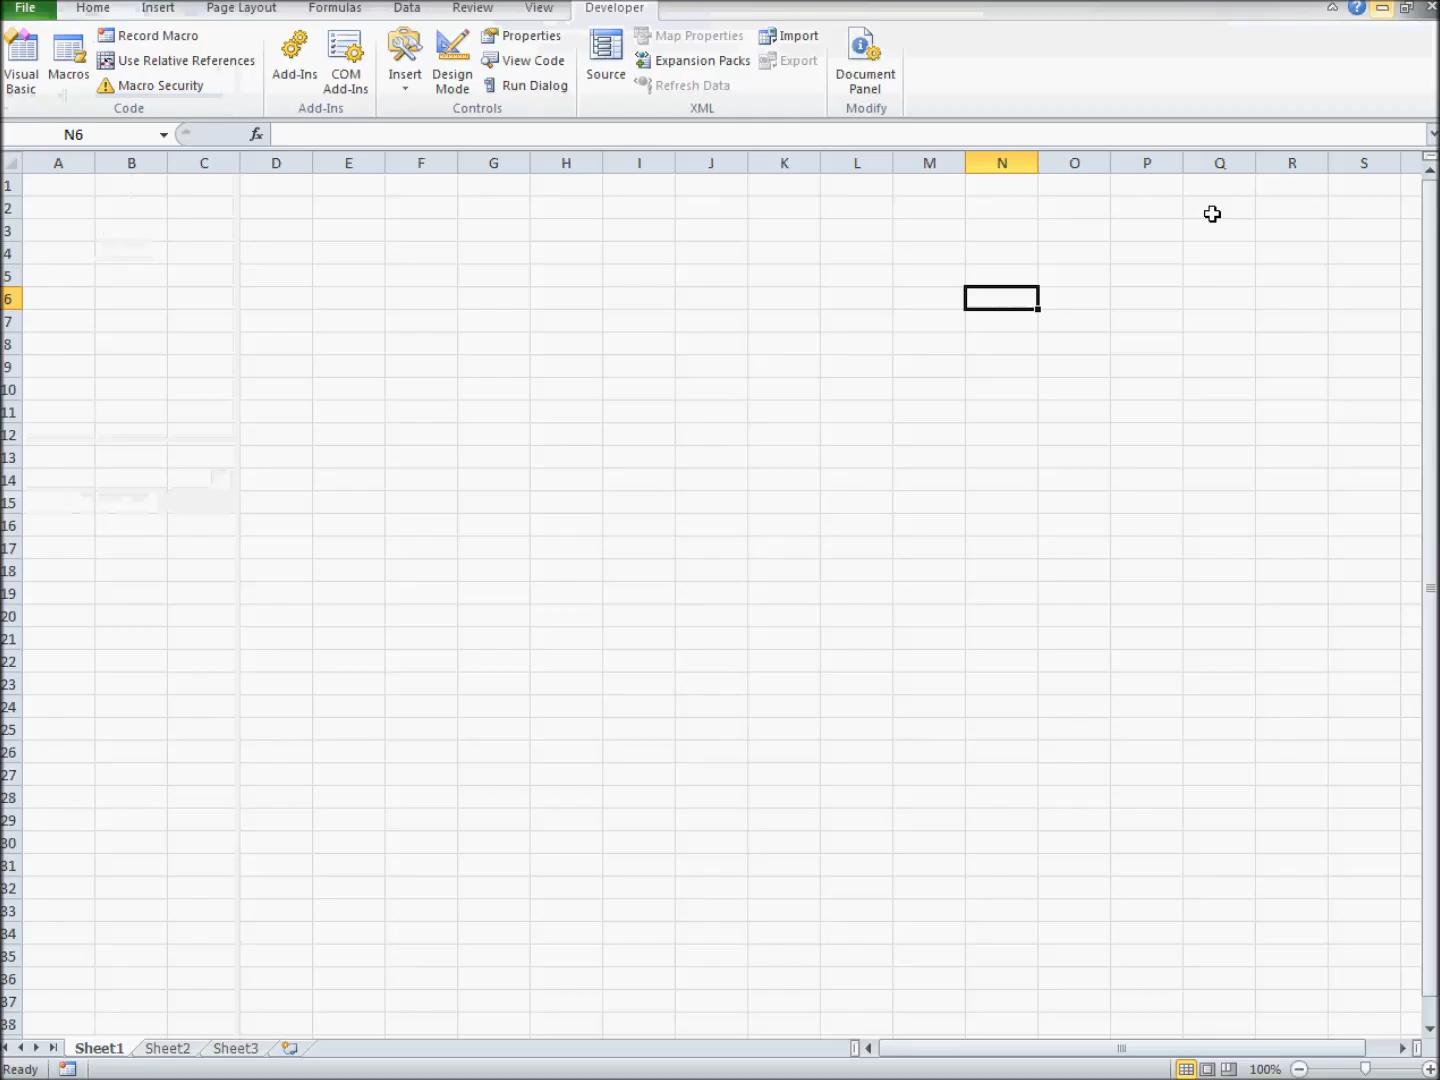 File Home Insert Page Layout Formulas Data Review View Developer
Visual Basic
Macros
Record Macro
Use Relative References
Macro Security
Code
Add-Ins
COM Add-Ins
Add-Ins
Insert
Design Mode
Properties
View Code
Run Dialog
Controls
Source
Map Properties
Expansion Packs
Refresh Data
Import
Export
XML
Document Panel
Modify
N6 fx
A B C D E F G H I J K L M N O P Q R S
1
2
3
4
5
6
7
8
9
10
11
12
13
14
15
16
17
18
19
20
21
22
23
24
25
26
27
28
29
30
31
32
33
34
35
36
37
38
Sheet1 Sheet2 Sheet3
Ready 100%